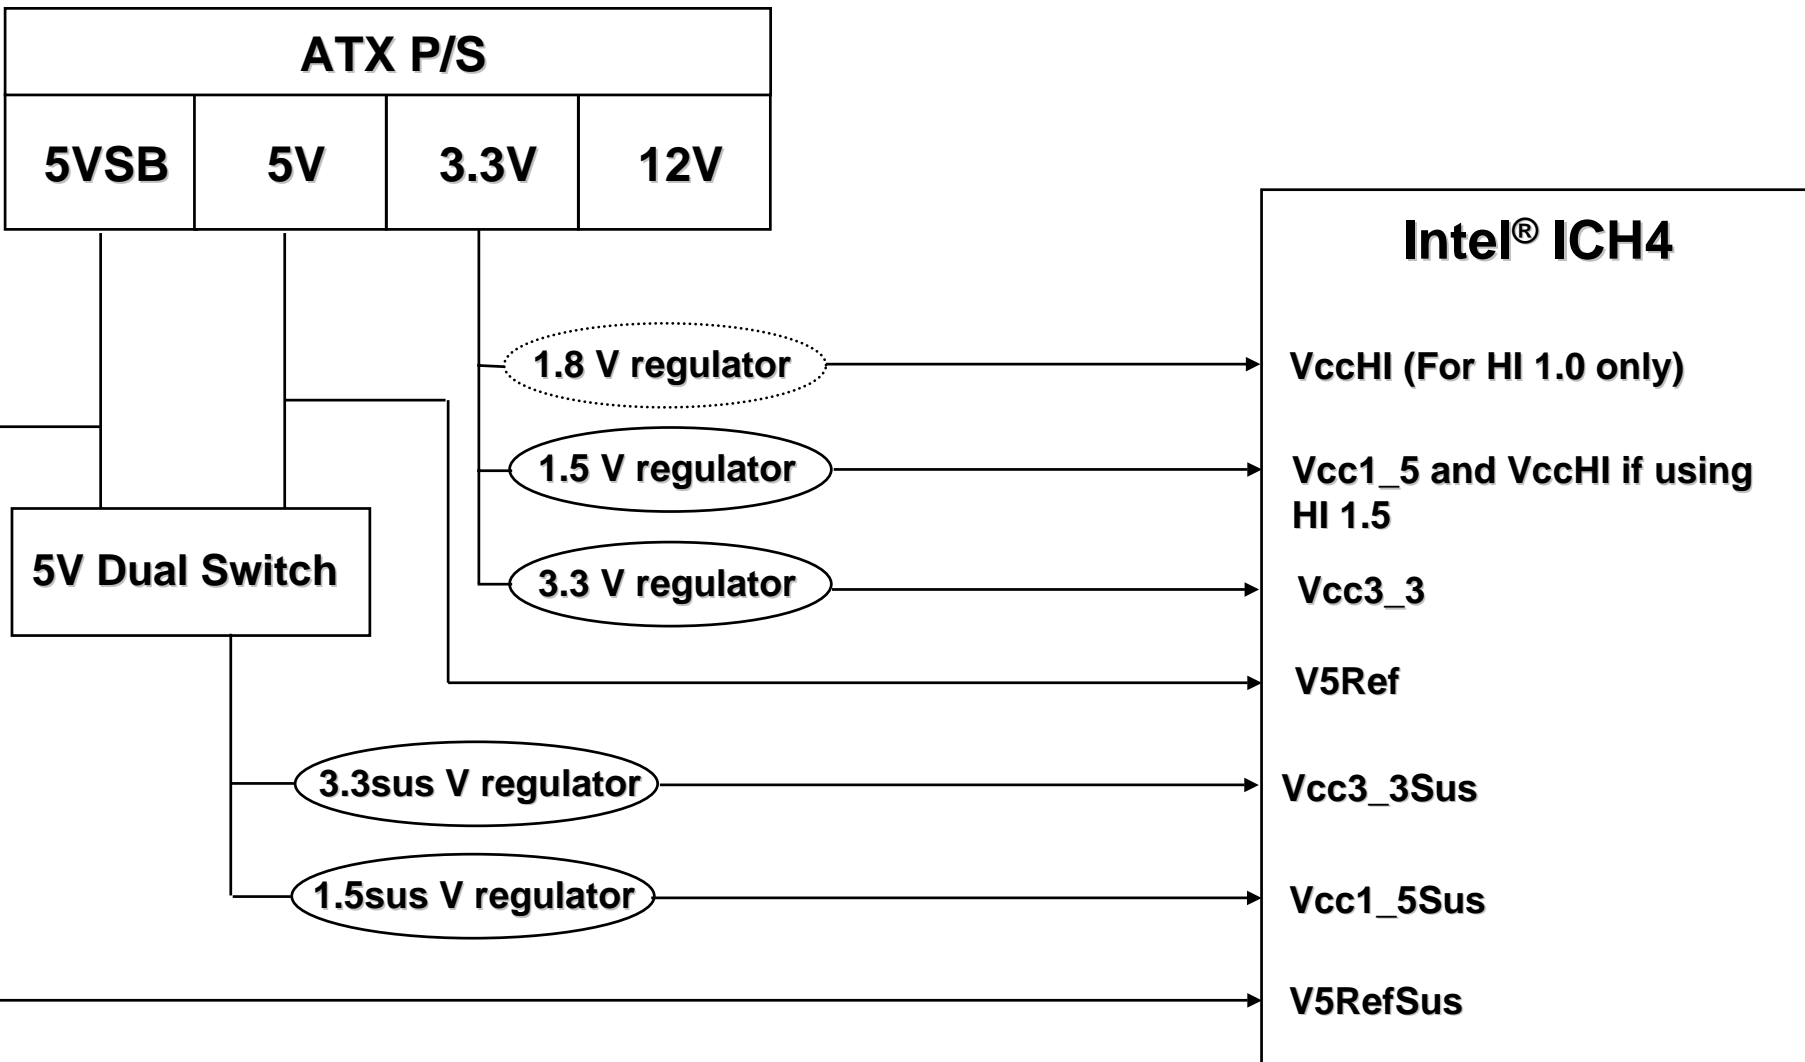 ATX P/S
5VSB 5V 3.3V 12V
Intel® ICH4
1.8 V regulator
VccHI (For HI 1.0 only)
1.5 V regulator
Vcc1_5 and VccHI if using
HI 1.5
5V Dual Switch
3.3 V regulator
Vcc3_3
V5Ref
3.3sus V regulator
Vcc3_3Sus
1.5sus V regulator
Vcc1_5Sus
V5RefSus